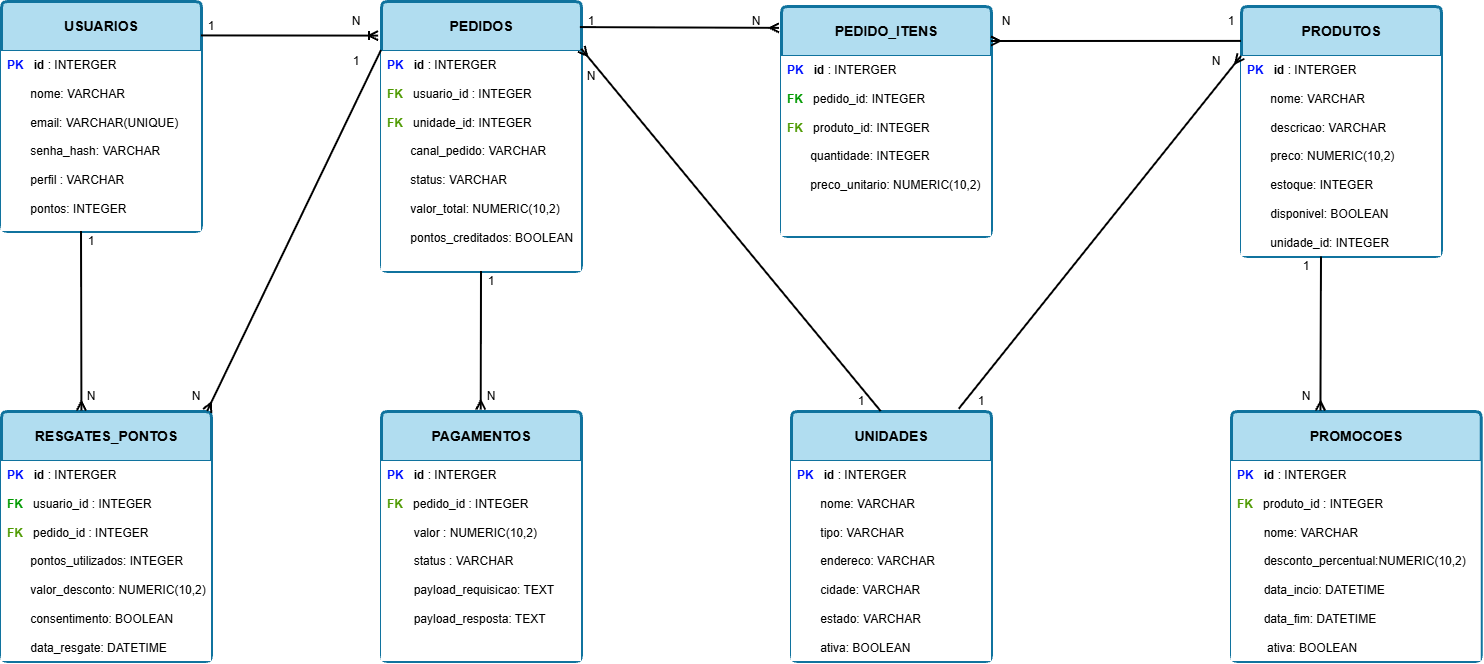 USUARIOS
PK id : INTERGER
nome: VARCHAR
email: VARCHAR(UNIQUE)
senha_hash: VARCHAR
perfil : VARCHAR
pontos: INTEGER
1
N
1
N
PEDIDOS
PK id : INTERGER
FK usuario_id : INTEGER
FK unidade_id: INTEGER
canal_pedido: VARCHAR
status: VARCHAR
valor_total: NUMERIC(10,2)
pontos_creditados: BOOLEAN
1
N
1
N
1
N
N
1
PEDIDO_ITENS
PK id : INTERGER
FK pedido_id: INTEGER
FK produto_id: INTEGER
quantidade: INTEGER
preco_unitario: NUMERIC(10,2)
N
1
PRODUTOS
PK id : INTERGER
nome: VARCHAR
descricao: VARCHAR
preco: NUMERIC(10,2)
estoque: INTEGER
disponivel: BOOLEAN
unidade_id: INTEGER
N
1
1
N
RESGATES_PONTOS
PK id : INTERGER
FK usuario_id : INTEGER
FK pedido_id : INTEGER
pontos_utilizados: INTEGER
valor_desconto: NUMERIC(10,2)
consentimento: BOOLEAN
data_resgate: DATETIME
PAGAMENTOS
PK id : INTERGER
FK pedido_id : INTEGER
valor : NUMERIC(10,2)
status : VARCHAR
payload_requisicao: TEXT
payload_resposta: TEXT
UNIDADES
PK id : INTERGER
nome: VARCHAR
tipo: VARCHAR
endereco: VARCHAR
cidade: VARCHAR
estado: VARCHAR
ativa: BOOLEAN
PROMOCOES
PK id : INTERGER
FK produto_id : INTEGER
nome: VARCHAR
desconto_percentual:NUMERIC(10,2)
data_incio: DATETIME
data_fim: DATETIME
ativa: BOOLEAN